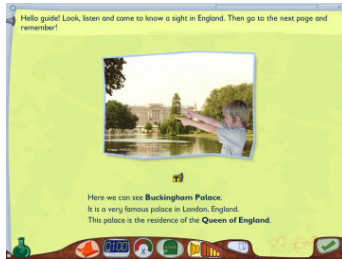 Hello guide! Look, listen and come to know a sight in England. Then go to the next page and
remember!
Here we can see Buckingham Palace.
It is a very famous palace in London, England.
This palace is the residence of the Queen of England.